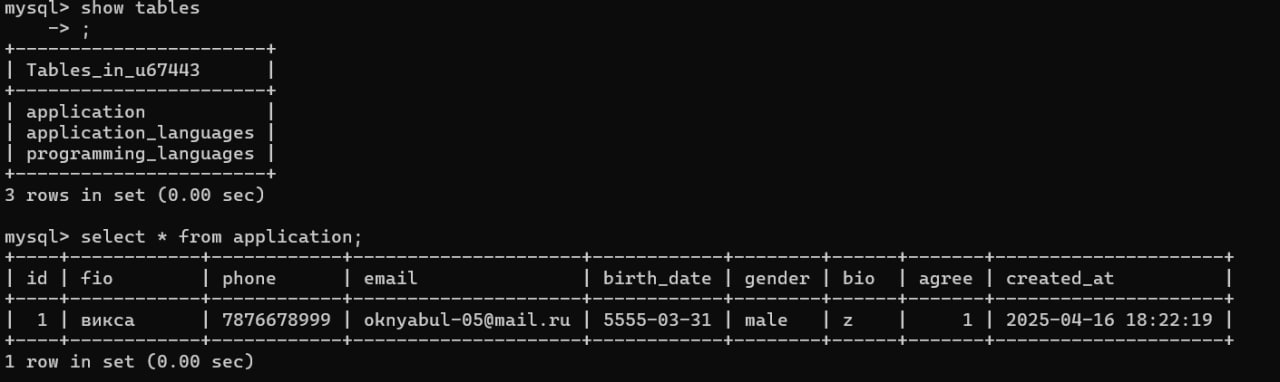 mysql> show tables
    -> ;
+----------------------+
| Tables_in_u67443     |
+----------------------+
| application          |
| application_languages |
| programming_languages |
+----------------------+
3 rows in set (0.00 sec)

mysql> select * from application;
+----+------------+------------+--------------------+------------+--------+------+-------+---------------------+
| id | fio        | phone      | email              | birth_date | gender | bio  | agree | created_at          |
+----+------------+------------+--------------------+------------+--------+------+-------+---------------------+
|  1 | викса      | 7876678999 | oknyabul-05@mail.ru | 5555-03-31 | male   | z    |     1 | 2025-04-16 18:22:19 |
+----+------------+------------+--------------------+------------+--------+------+-------+---------------------+
1 row in set (0.00 sec)